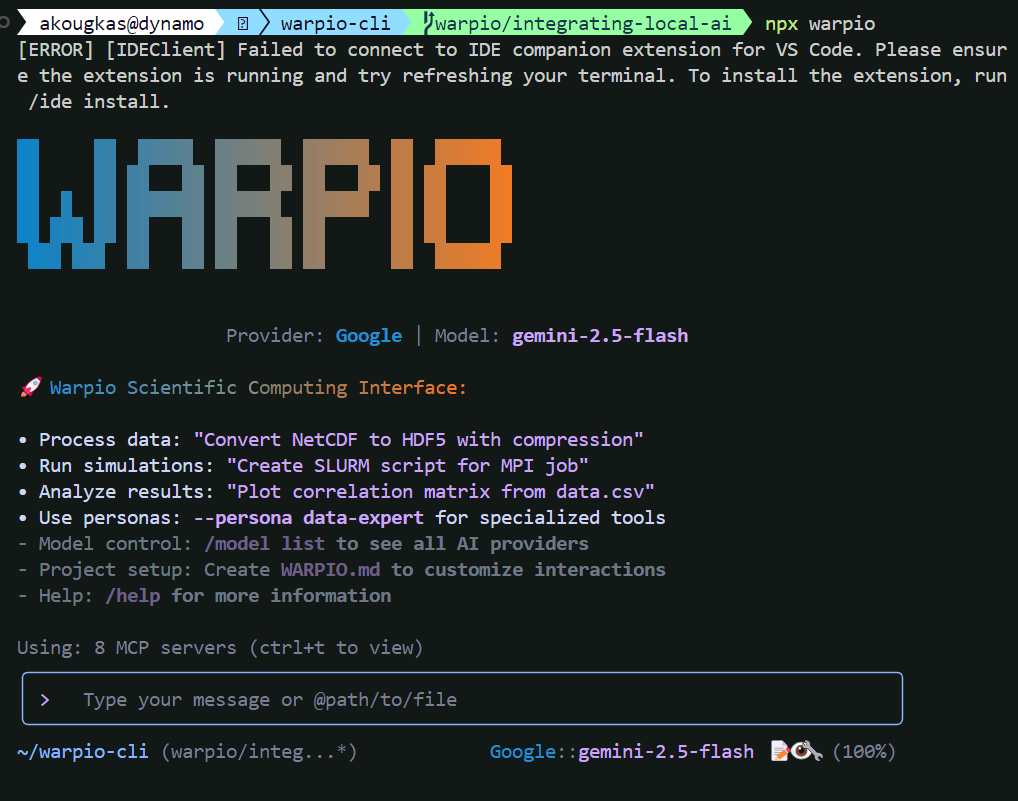 akougkas@dynamo warpio-cli warpio/integrating-local-ai npx warpio
[ERROR] [IDEClient] Failed to connect to IDE companion extension for VS Code. Please ensur
e the extension is running and try refreshing your terminal. To install the extension, run
/ide install.
WARPIO
Provider: Google | Model: gemini-2.5-flash
🚀 Warpio Scientific Computing Interface:
• Process data: "Convert NetCDF to HDF5 with compression"
• Run simulations: "Create SLURM script for MPI job"
• Analyze results: "Plot correlation matrix from data.csv"
• Use personas: --persona data-expert for specialized tools
- Model control: /model list to see all AI providers
- Project setup: Create WARPIO.md to customize interactions
- Help: /help for more information
Using: 8 MCP servers (ctrl+t to view)
> Type your message or @path/to/file
~/warpio-cli (warpio/integ...*) Google::gemini-2.5-flash 📝👁🔧 (100%)